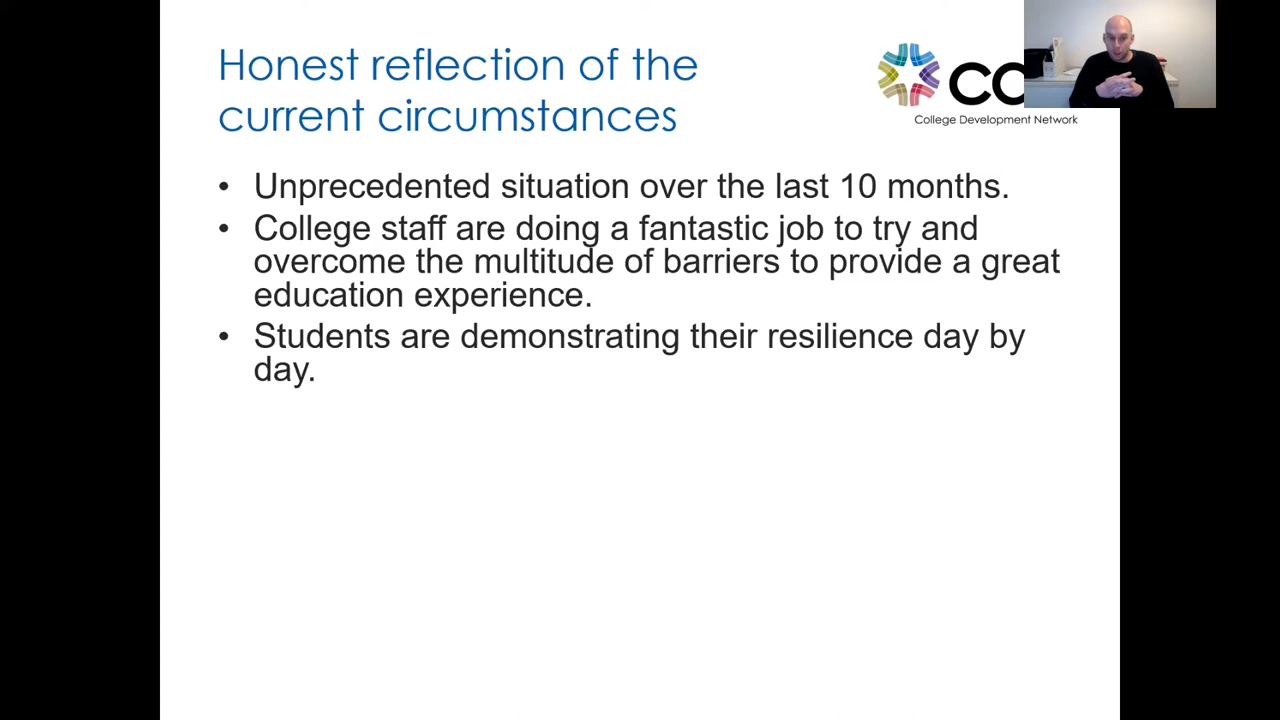 Honest reflection of the
current circumstances
College Development Network
• Unprecedented situation over the last 10 months.
• College staff are doing a fantastic job to try and
overcome the multitude of barriers to provide a great
education experience.
• Students are demonstrating their resilience day by
day.